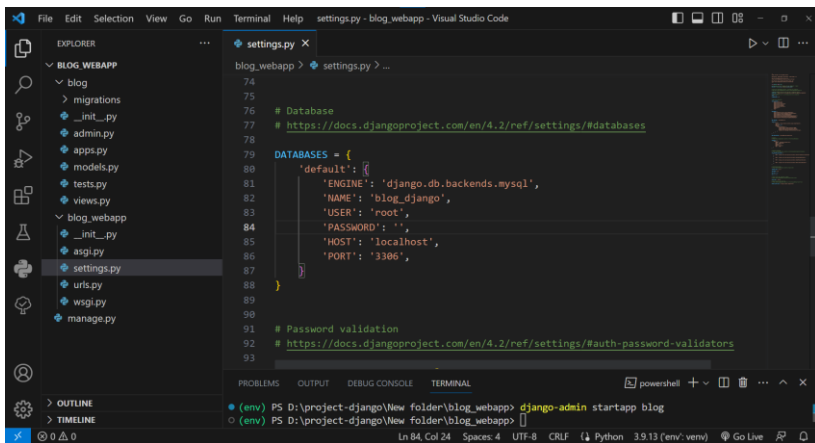 File Edit Selection View Go Run Terminal Help settings.py - blog_webapp - Visual Studio Code
EXPLORER
BLOG_WEBAPP
blog
migrations
__init__.py
admin.py
apps.py
models.py
tests.py
views.py
blog_webapp
__init__.py
asgi.py
settings.py
urls.py
wsgi.py
manage.py
OUTLINE
TIMELINE
settings.py
blog_webapp > settings.py > ...
74
75
76 # Database
77 # https://docs.djangoproject.com/en/4.2/ref/settings/#databases
78
79 DATABASES = {
80 'default': {
81 'ENGINE': 'django.db.backends.mysql',
82 'NAME': 'blog_django',
83 'USER': 'root',
84 'PASSWORD': '',
85 'HOST': 'localhost',
86 'PORT': '3306',
87 }
88 }
89
90
91 # Password validation
92 # https://docs.djangoproject.com/en/4.2/ref/settings/#auth-password-validators
93
PROBLEMS OUTPUT DEBUG CONSOLE TERMINAL powershell
(env) PS D:\project-django\New folder\blog_webapp> django-admin startapp blog
(env) PS D:\project-django\New folder\blog_webapp>
0 0 Ln 84, Col 24 Spaces: 4 UTF-8 CRLF Python 3.9.13 ('env': venv) Go Live